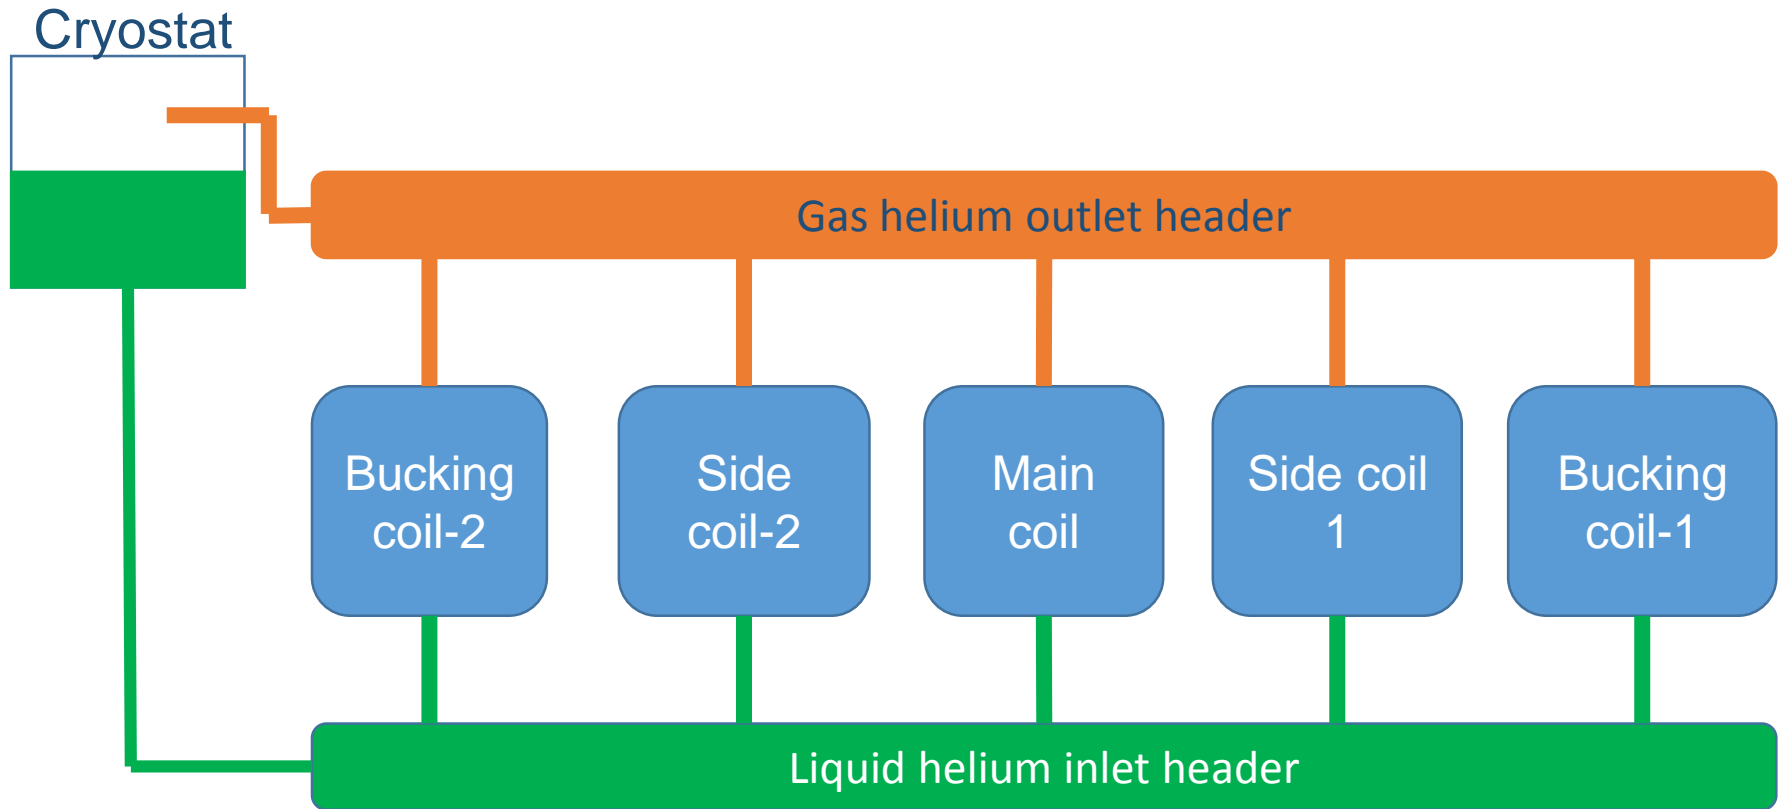 Cryostat
Gas helium outlet header
Bucking
coil-2
Side
coil-2
Main
coil
Side coil
1
Bucking
coil-1
Liquid helium inlet header